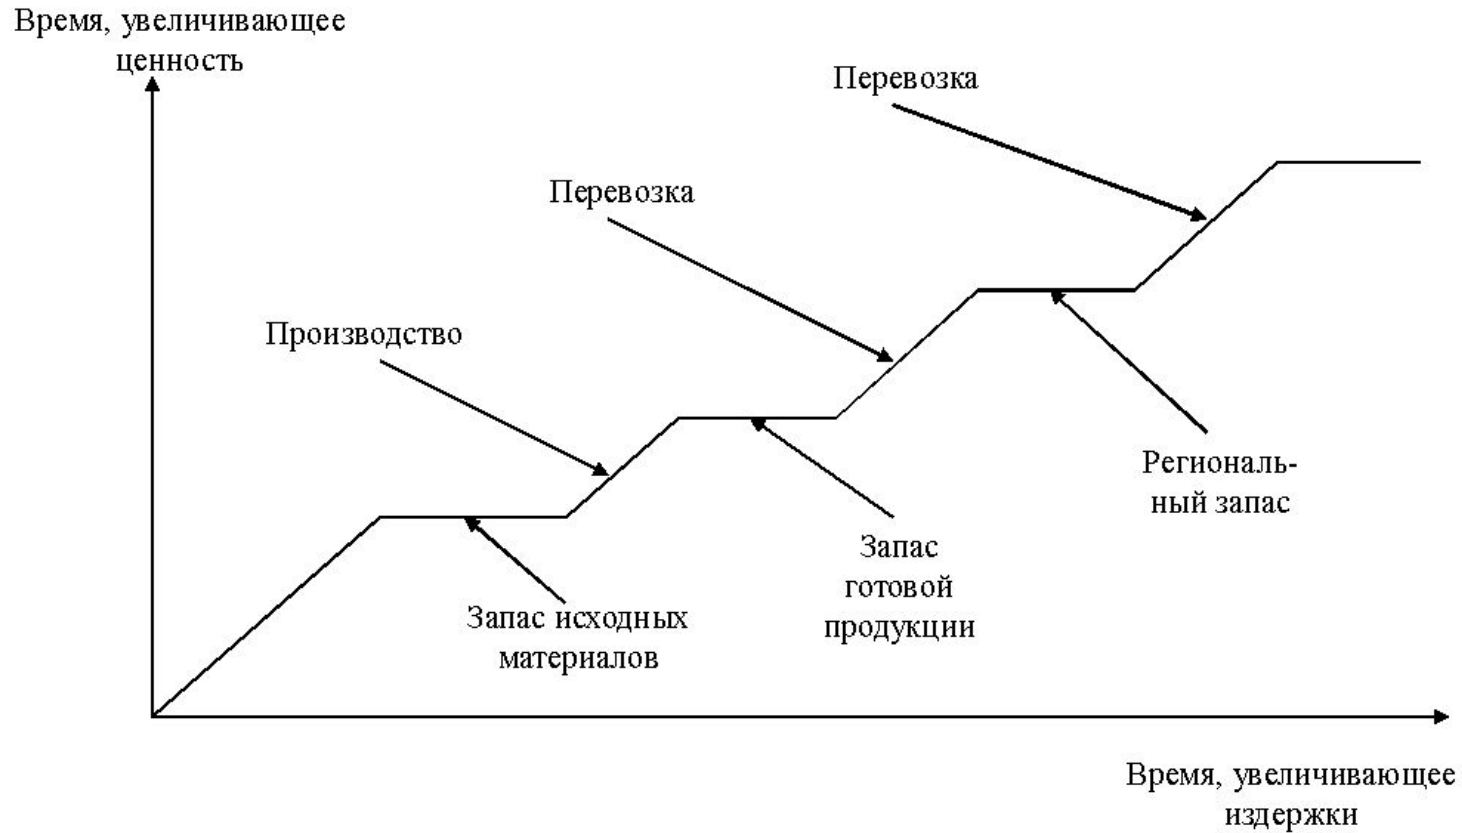 Время, увеличивающее
ценность
Перевозка
Перевозка
Производство
Региональ-
ный запас
Запас
готовой
продукции
Запас исходных
материалов
Время, увеличивающее
издержки